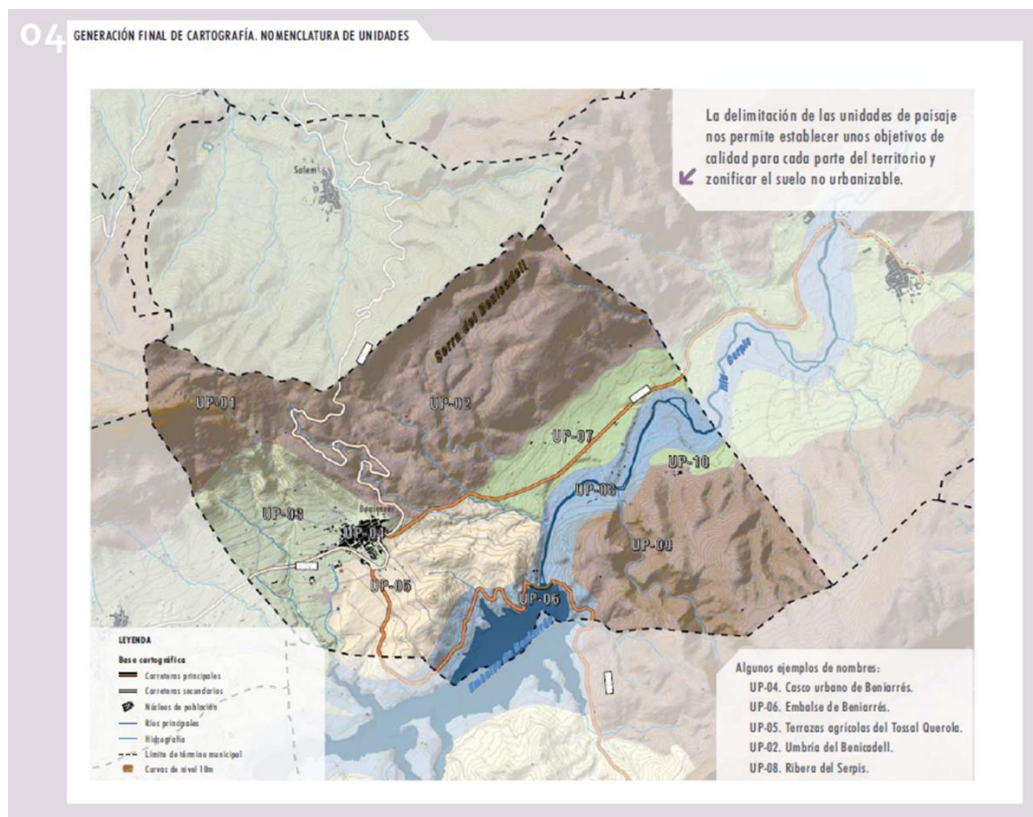 04
GENERACIÓN FINAL DE CARTOGRAFÍA. NOMENCLATURA DE UNIDADES
La delimitación de las unidades de paisaje
nos permite establecer unos objetivos de
calidad para cada parte del territorio y
zonificar el suelo no urbanizable.
Salem
Serra del Benicadell
Riu Serpis
UP-01
UP-02
UP-07
UP-10
UP-08
UP-03
UP-04
UP-09
UP-05
UP-06
Embalse de Beniarrés
LEYENDA
Base cartográfica
Carreteras principales
Carreteras secundarias
Núcleos de población
Ríos principales
Hidrografía
Límite de término municipal
Curvas de nivel 10m
Algunos ejemplos de nombres:
UP-04. Casco urbano de Beniarrés.
UP-06. Embalse de Beniarrés.
UP-05. Terrazas agrícolas del Tossal Querola.
UP-02. Umbría del Benicadell.
UP-08. Ribera del Serpis.